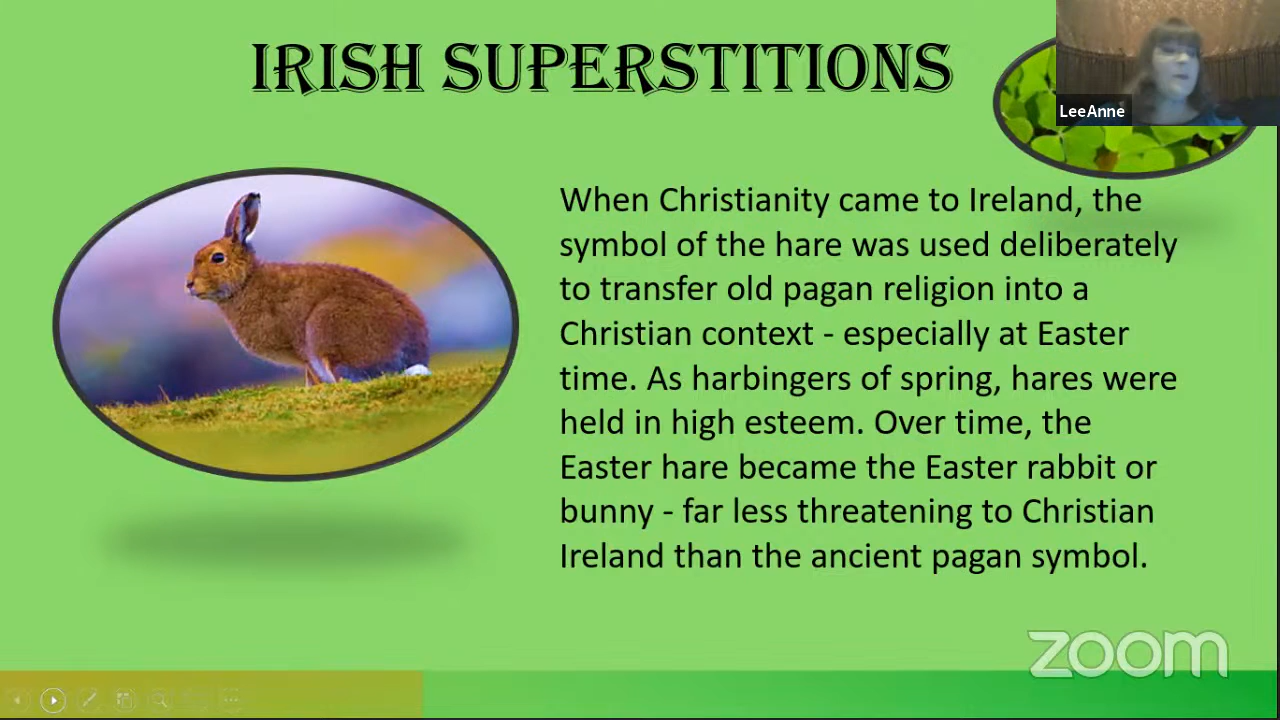 IRISH SUPERSTITIONS
LeeAnne
When Christianity came to Ireland, the
symbol of the hare was used deliberately
to transfer old pagan religion into a
Christian context - especially at Easter
time. As harbingers of spring, hares were
held in high esteem. Over time, the
Easter hare became the Easter rabbit or
bunny - far less threatening to Christian
Ireland than the ancient pagan symbol.
zoom